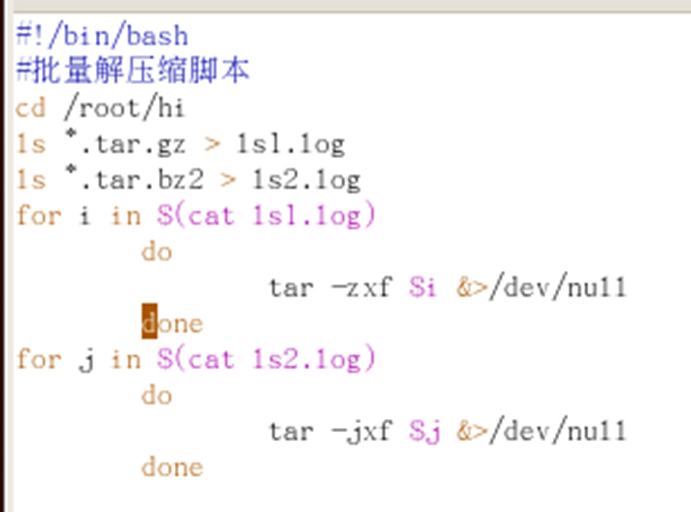 #!/bin/bash
#批量解压缩脚本
cd /root/hi
ls *.tar.gz > ls1.log
ls *.tar.bz2 > ls2.log
for i in $(cat ls1.log)
do
tar -zxf $i &>/dev/null
done
for j in $(cat ls2.log)
do
tar -jxf $j &>/dev/null
done